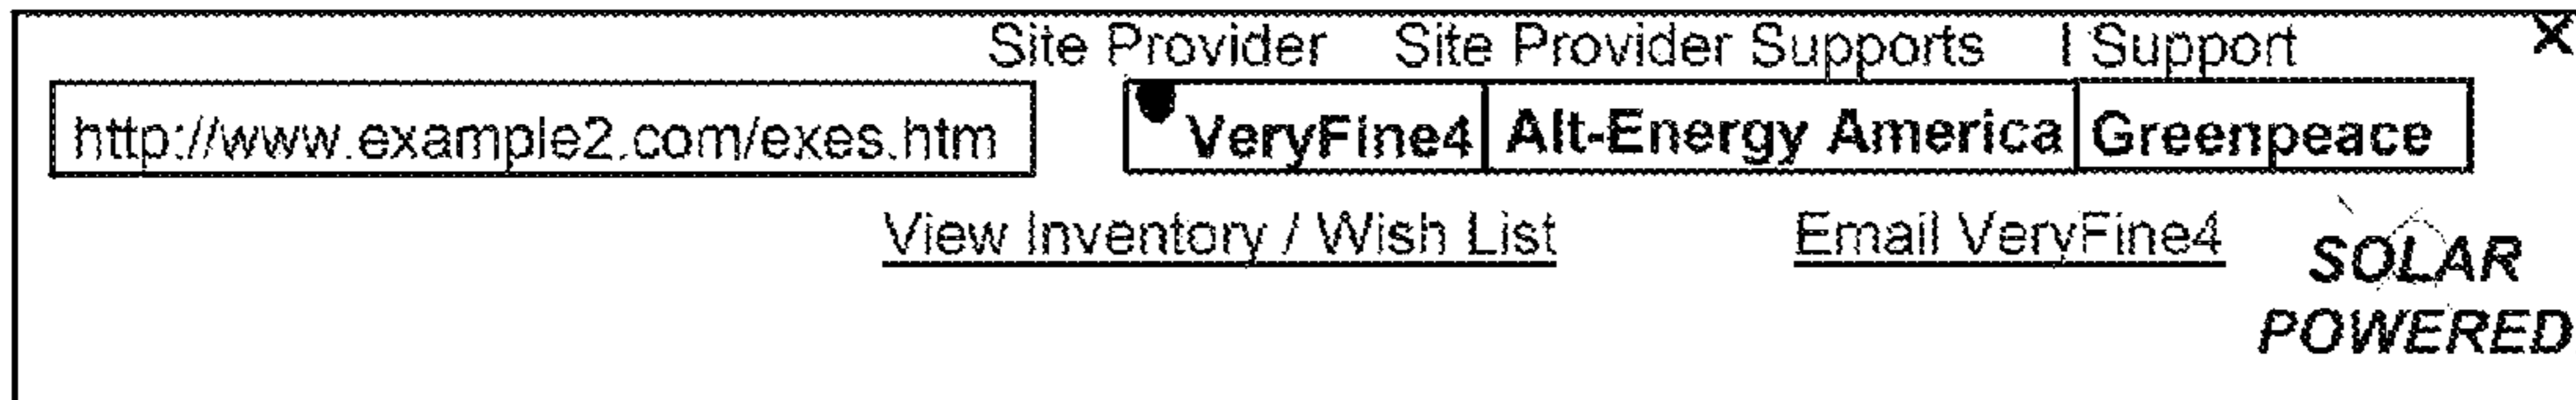 Site Provider Site Provider Supports I Support X
http://www.example2.com/exes.htm VeryFine4 Alt-Energy America Greenpeace
View Inventory / Wish List Email VeryFine4 SOLAR
POWERED